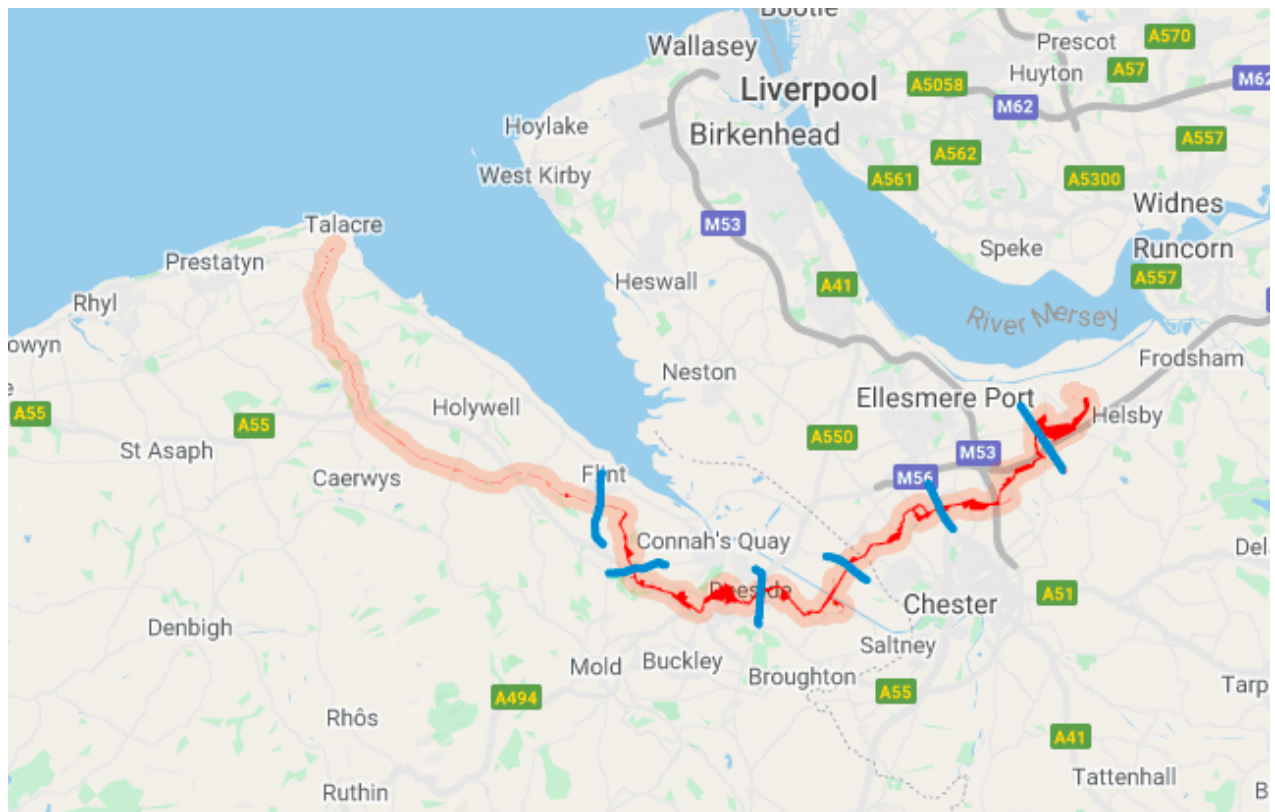 Bootle
Prescot
A570
Wallasey
Huyton
A57
Liverpool
A5058
M62
M62
Hoylake
Birkenhead
A557
A562
West Kirby
A561
A5300
Widnes
Talacre
M53
Speke
Runcorn
Prestatyn
Heswall
A41
A557
Rhyl
River Mersey
owyn
Frodsham
Neston
Ellesmere Port
Holywell
Helsby
A55
A55
A550
St Asaph
M53
Caerwys
Flint
M56
Connah's Quay
Del
Deeside
Chester
A51
Denbigh
Saltney
Mold
Buckley
Broughton
A494
A55
Tarp
Rhôs
A41
Tattenhall
Ruthin
B